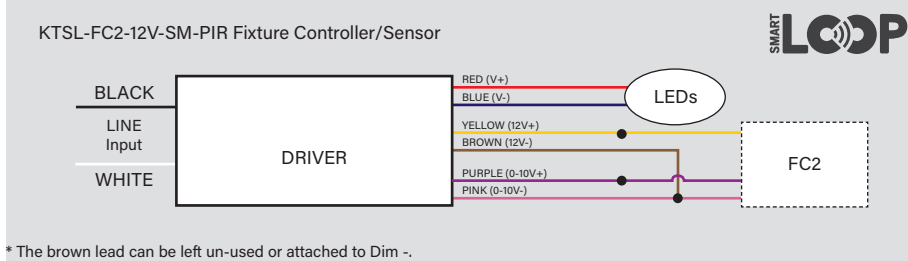 KTSL-FC2-12V-SM-PIR Fixture Controller/Sensor
SMART
LOOP
BLACK
LINE
Input
WHITE
DRIVER
RED (V+)
BLUE (V-)
LEDs
YELLOW (12V+)
BROWN (12V-)
PURPLE (0-10V+)
PINK (0-10V-)
FC2
* The brown lead can be left un-used or attached to Dim -.